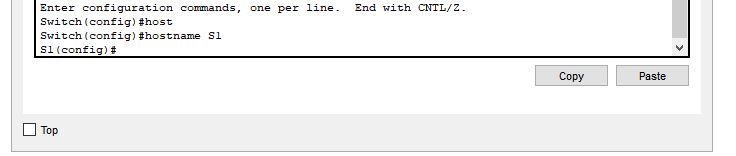 Enter configuration commands, one per line.  End with CNTL/Z.
Switch(config)#host
Switch(config)#hostname S1
S1(config)#
Copy Paste
Top